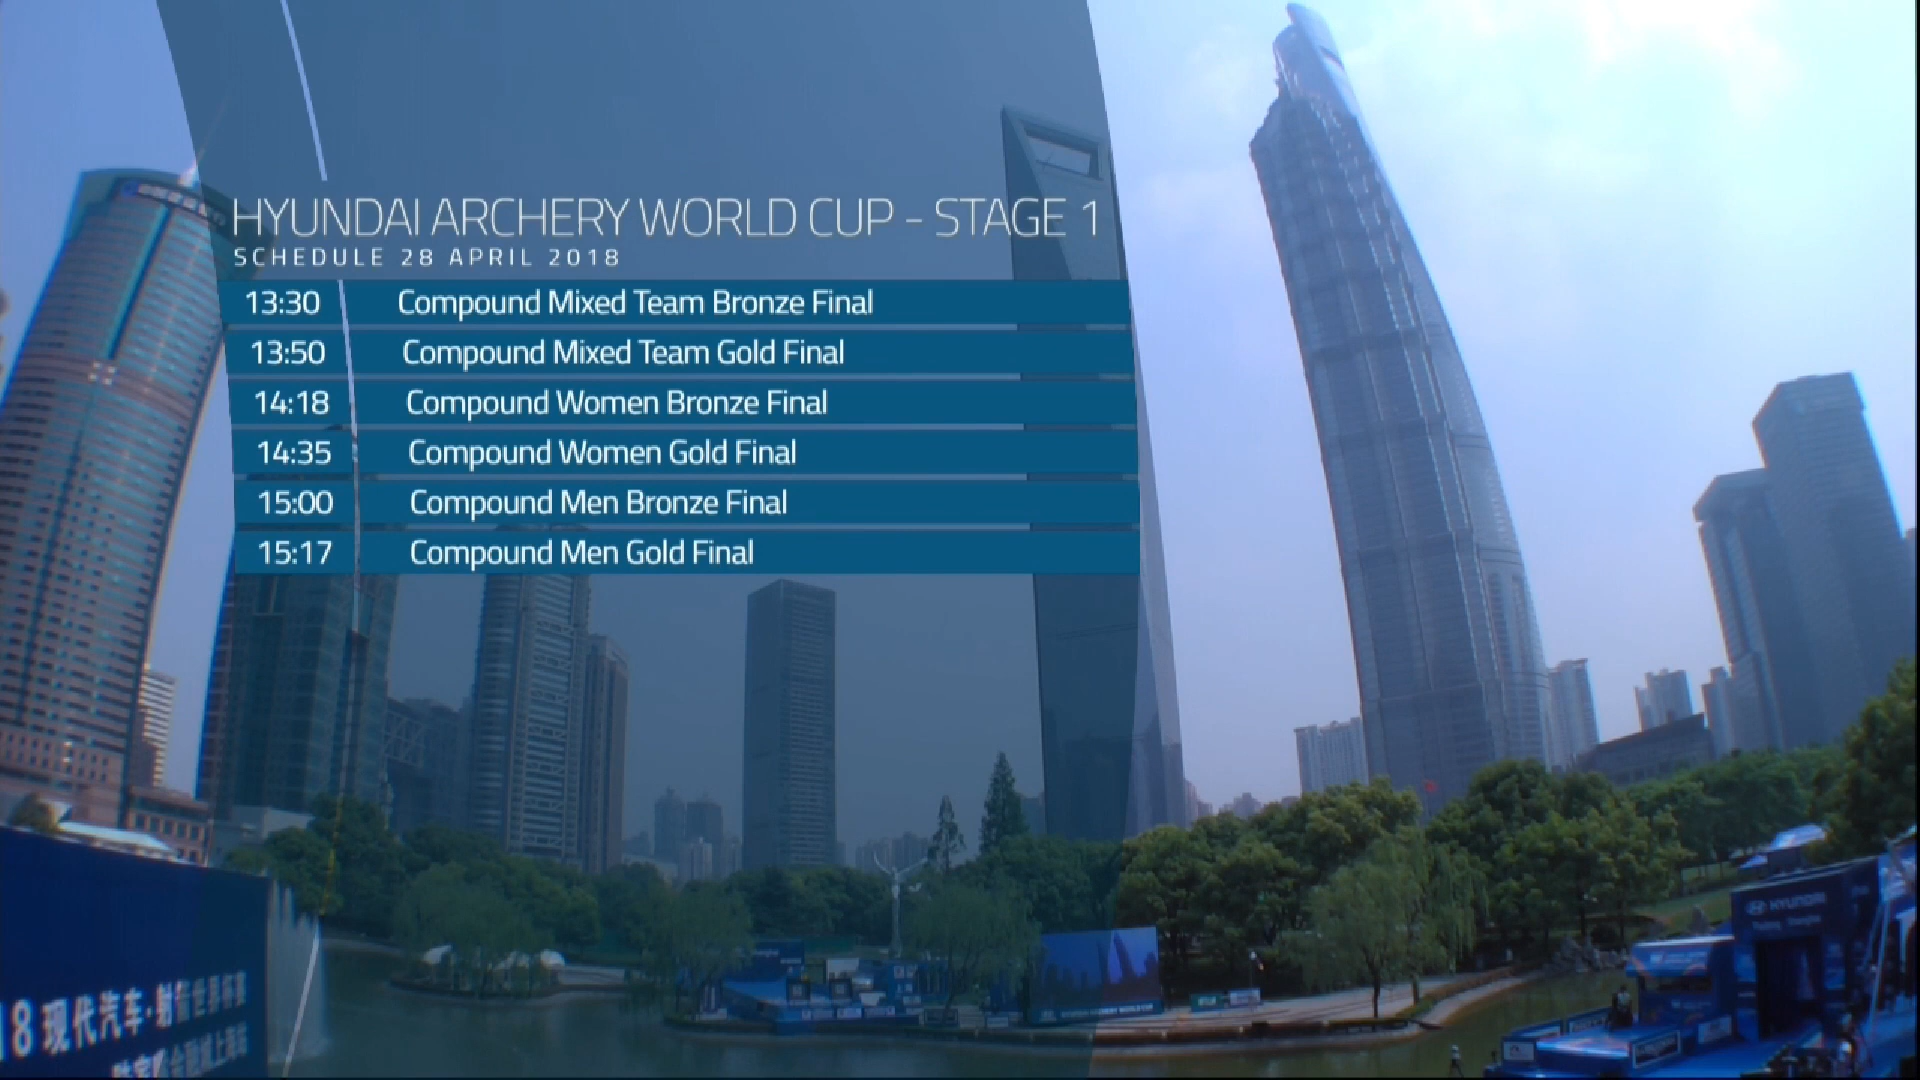 HYUNDAI ARCHERY WORLD CUP - STAGE 1
SCHEDULE 28 APRIL 2018
13:30 Compound Mixed Team Bronze Final
13:50 Compound Mixed Team Gold Final
14:18 Compound Women Bronze Final
14:35 Compound Women Gold Final
15:00 Compound Men Bronze Final
15:17 Compound Men Gold Final
HYUNDAI
18 现代汽车·射箭世界杯赛